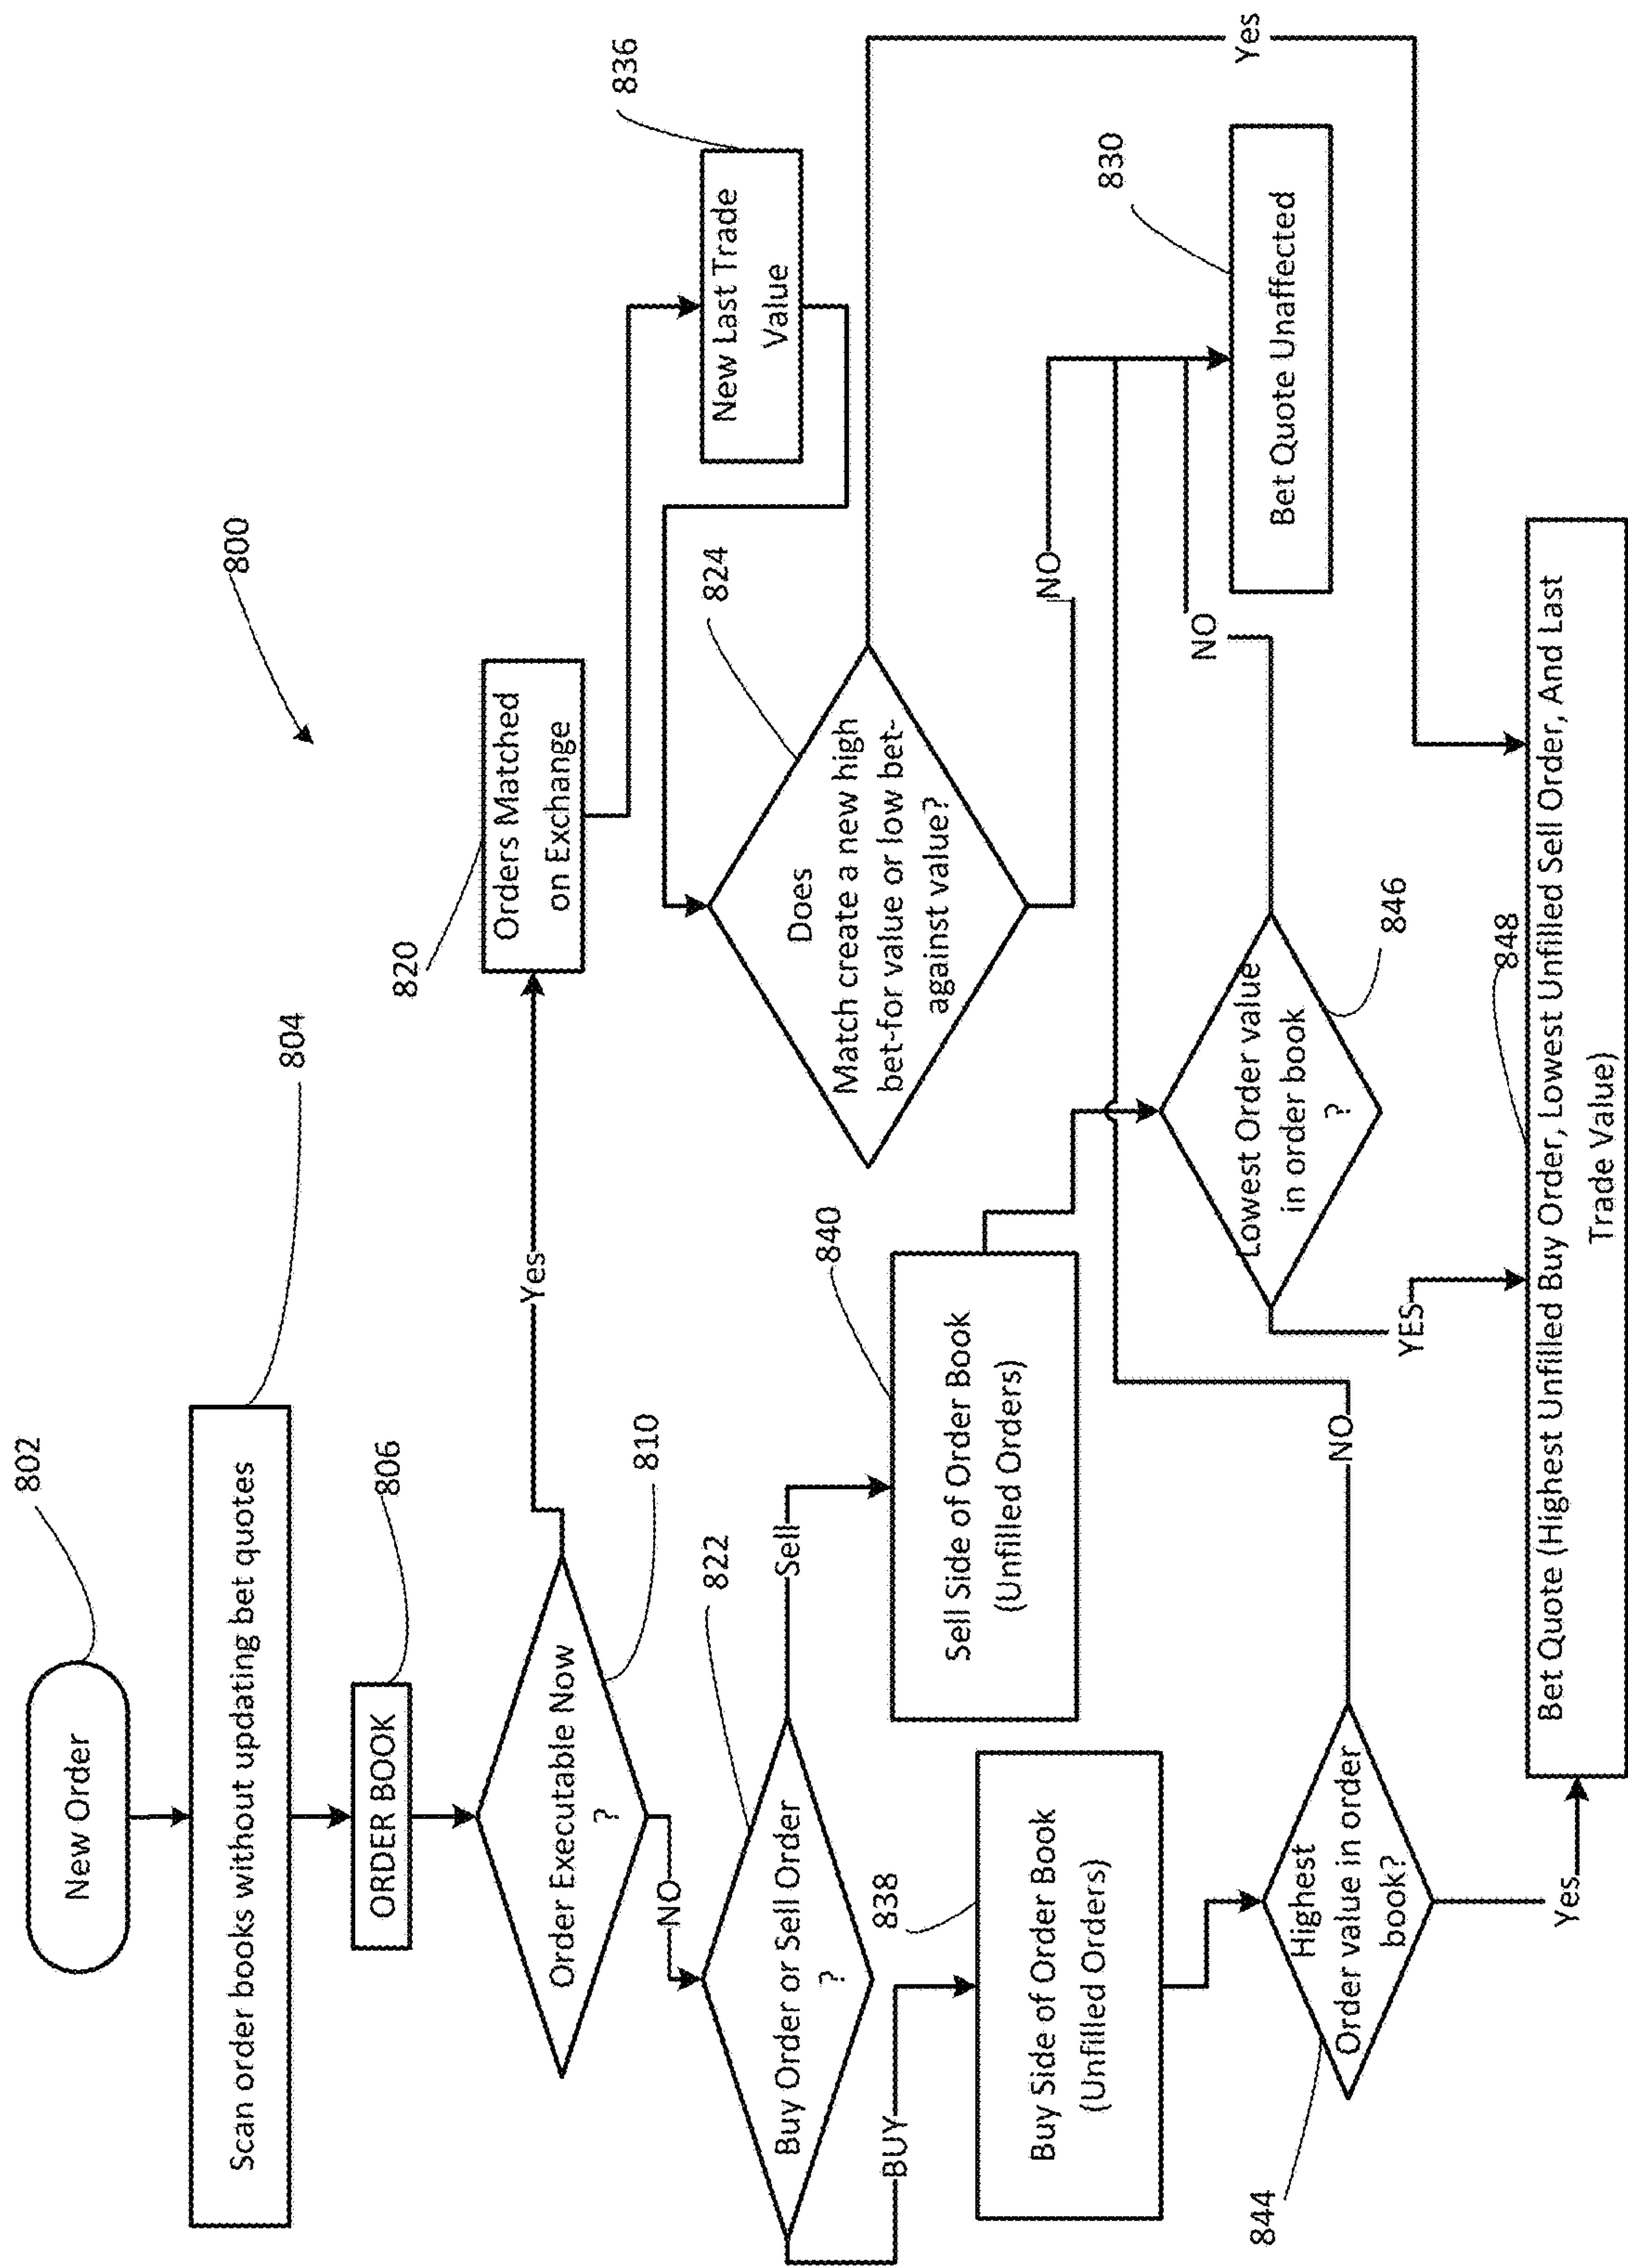 800
802
New Order
804
Scan order books without updating bet quotes
806
ORDER BOOK
810
Order Executable Now
?
Yes
NO
820
Orders Matched
on Exchange
836
New Last Trade
Value
822
Buy Order or Sell Order
?
BUY
Sell
824
Does
Match create a new high
bet-for value or low bet-
against value?
NO
Yes
838
Buy Side of Order Book
(Unfilled Orders)
840
Sell Side of Order Book
(Unfilled Orders)
830
Bet Quote Unaffected
844
Highest
Order value in order
book?
NO
Yes
846
Lowest Order value
in order book
?
NO
YES
848
Bet Quote (Highest Unfilled Buy Order, Lowest Unfilled Sell Order, And Last
Trade Value)